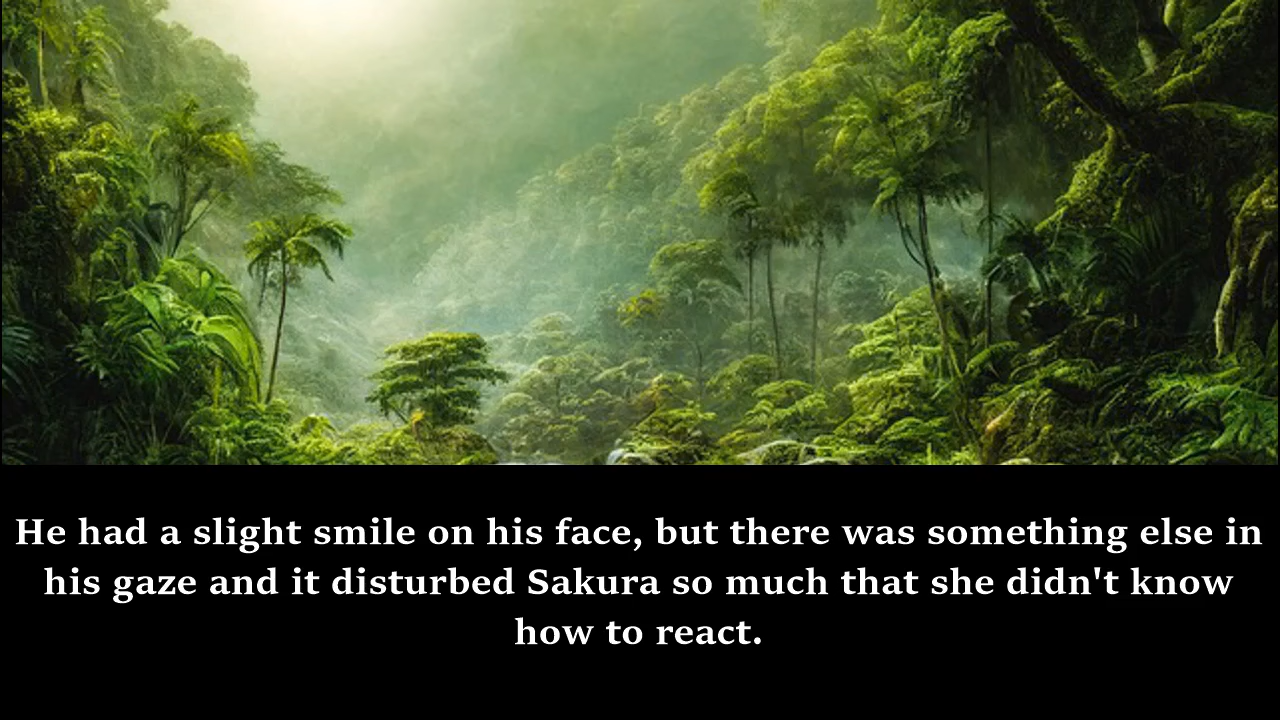 He had a slight smile on his face, but there was something else in
his gaze and it disturbed Sakura so much that she didn't know
how to react.